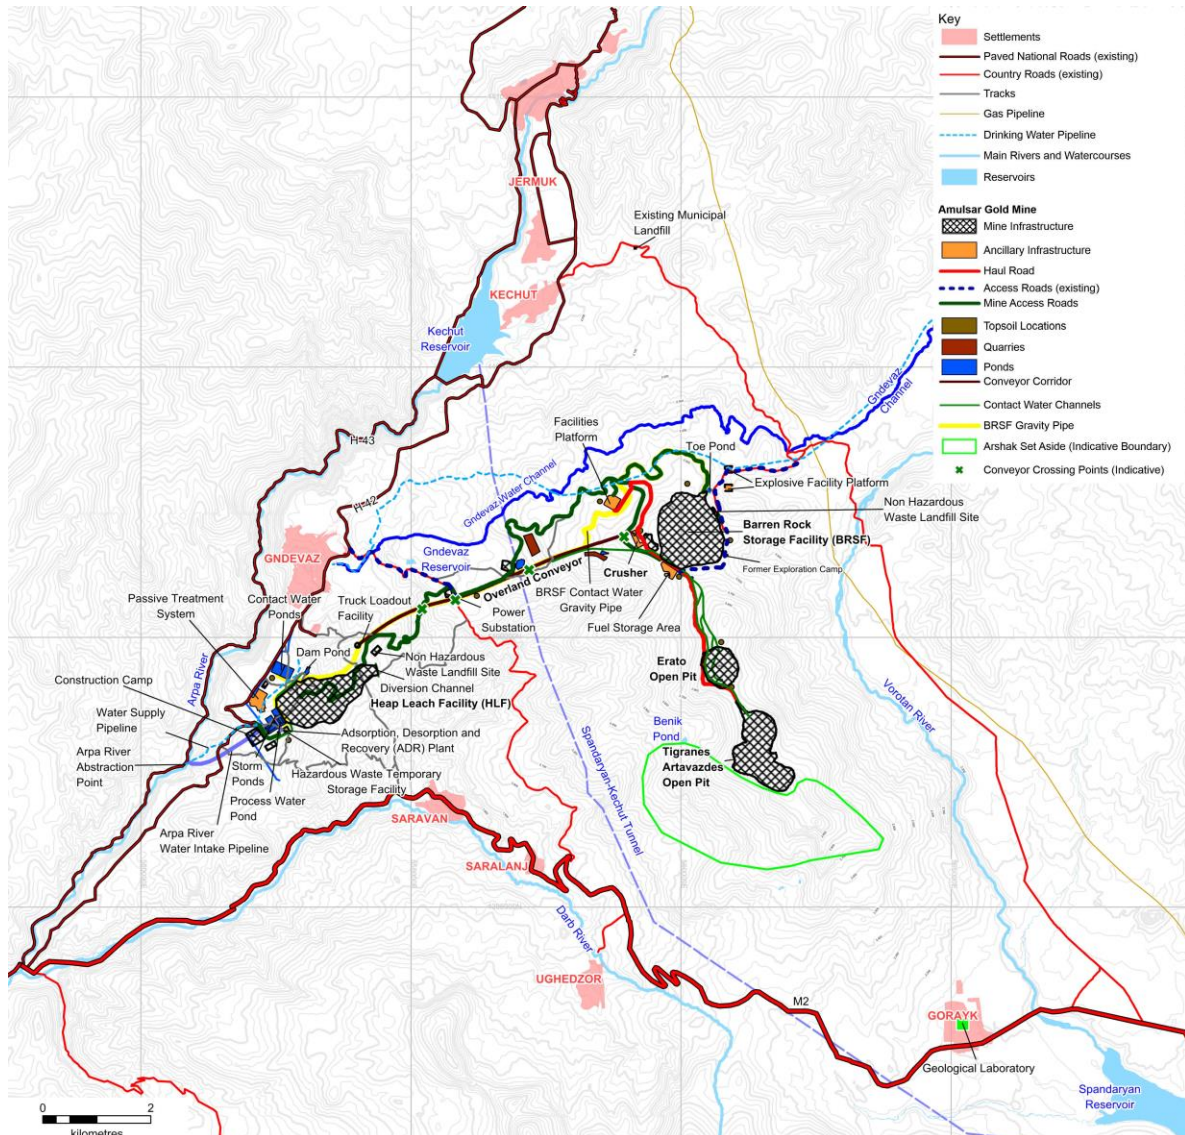 Key
Settlements
Paved National Roads (existing)
Country Roads (existing)
Tracks
Gas Pipeline
Drinking Water Pipeline
Main Rivers and Watercourses
Reservoirs
Amulsar Gold Mine
Mine Infrastructure
Ancillary Infrastructure
Haul Road
Access Roads (existing)
Mine Access Roads
Topsoil Locations
Quarries
Ponds
Conveyor Corridor
Contact Water Channels
BRSF Gravity Pipe
Arshak Set Aside (Indicative Boundary)
Conveyor Crossing Points (Indicative)
JERMUK
Existing Municipal
Landfill
KECHUT
Kechut
Reservoir
Gndevaz
Channel
H-43
Facilities
Platform
Toe Pond
Explosive Facility Platform
H-42
Gndevaz Water Channel
Non Hazardous
Waste Landfill Site
Barren Rock
Storage Facility (BRSF)
GNDEVAZ
Gndevaz
Reservoir
Former Exploration Camp
Overland Conveyor
Crusher
BRSF Contact Water
Gravity Pipe
Passive Treatment
System
Contact Water
Ponds
Truck Loadout
Facility
Power
Substation
Fuel Storage Area
Dam Pond
Non Hazardous
Waste Landfill Site
Erato
Open Pit
Arpa River
Construction Camp
Diversion Channel
Heap Leach Facility (HLF)
Vorotan River
Water Supply
Pipeline
Adsorption, Desorption and
Recovery (ADR) Plant
Benik
Pond
Arpa River
Abstraction
Point
Storm
Ponds
Hazardous Waste Temporary
Storage Facility
Tigranes
Artavazdes
Open Pit
Process Water
Pond
Spandaryan-Kechut Tunnel
Arpa River
Water Intake Pipeline
SARAVAN
SARALANJ
Darb River
UGHEDZOR
M2
GORAYK
Geological Laboratory
Spandaryan
Reservoir
0 2
kilometres